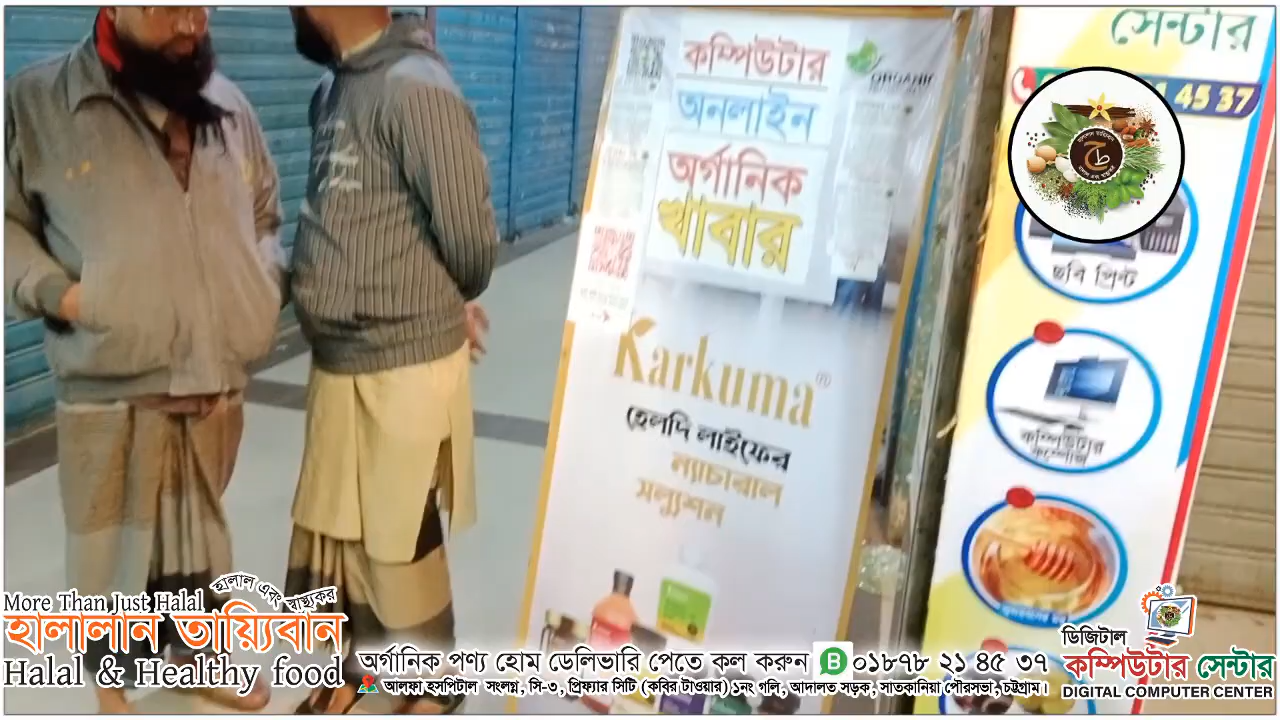 কম্পিউটার
অনলাইন
অর্গানিক
খাবার
ORGANIC
Karkuma®
হেলদি লাইফের
ন্যাচারাল
সল্যুশন
সেন্টার
45 37
ছবি প্রিন্ট
কম্পিউটার
কম্পোজ
হালাল এবং স্বাস্থ্যকর
More Than Just Halal
হালালান তায়্যিবান
Halal & Healthy food
অর্গানিক পণ্য হোম ডেলিভারি পেতে কল করুন ০১৮৭৮ ২১ ৪৫ ৩৭
আলফা হসপিটাল সংলগ্ন, সি-৩, প্রিফ্যার সিটি (কবির টাওয়ার) ১নং গলি, আদালত সড়ক, সাতকানিয়া পৌরসভা, চট্টগ্রাম।
ডিজিটাল
কম্পিউটার সেন্টার
DIGITAL COMPUTER CENTER